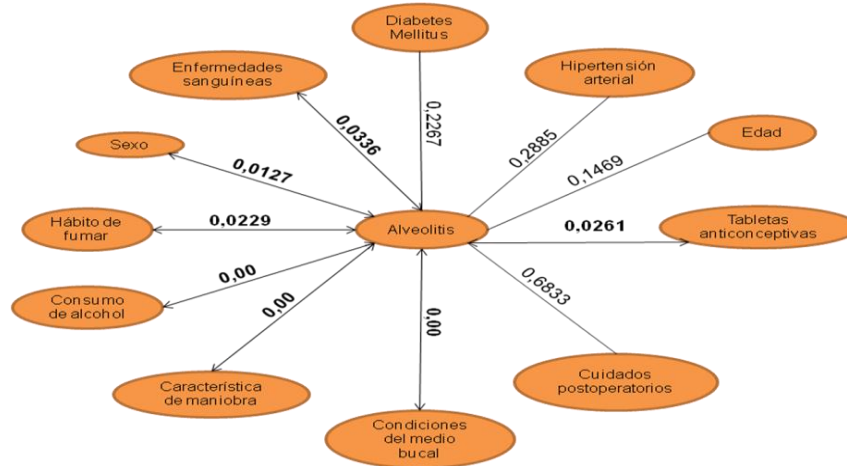 Diabetes
Mellitus
Enfermedades
sanguíneas
Hipertensión
arterial
0,2267
0,0336
0,2885
Sexo
Edad
0,0127
0,1469
Hábito de
fumar
0,0229
Alveolitis
0,0261
Tabletas
anticonceptivas
0,00
0,00
0,00
0,6833
Consumo
de alcohol
Característica
de maniobra
Cuidados
postoperatorios
Condiciones
del medio
bucal